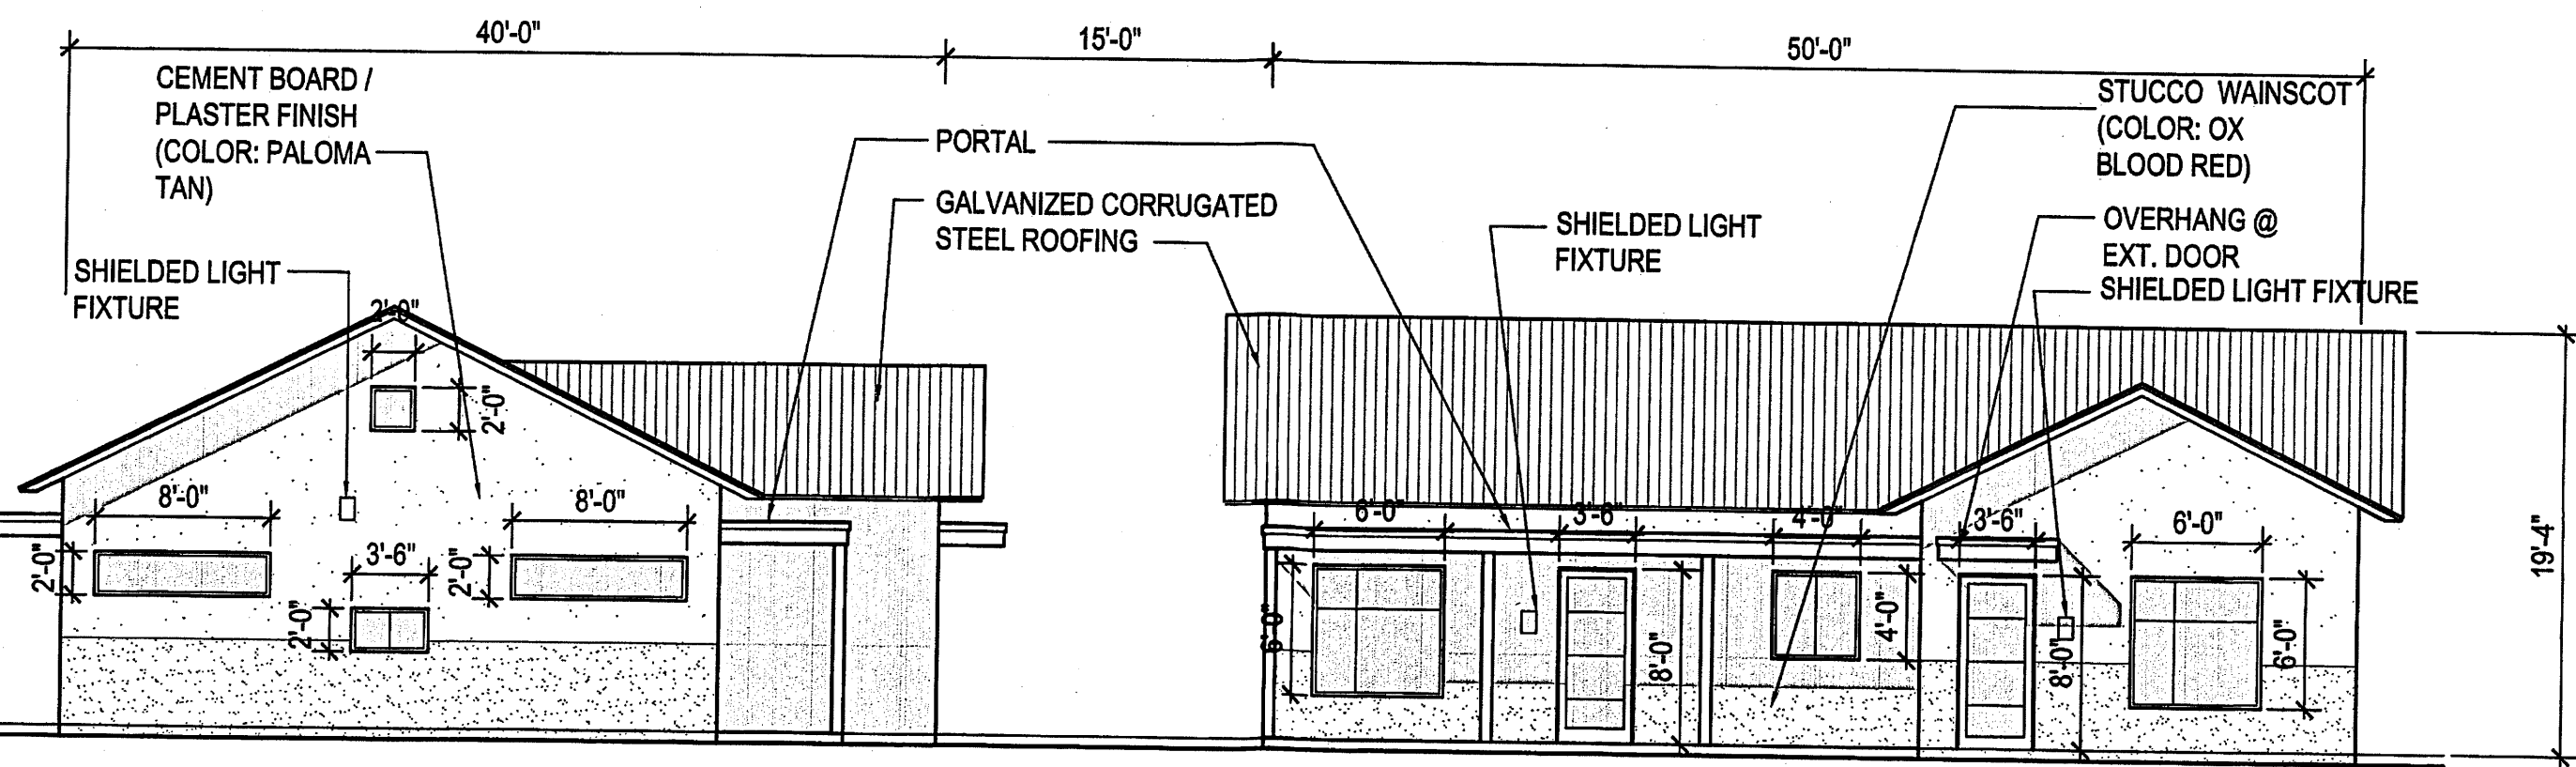 40'-0"
15'-0"
50'-0"
CEMENT BOARD /
PLASTER FINISH
(COLOR: PALOMA
TAN)
STUCCO WAINSCOT
(COLOR: OX
BLOOD RED)
PORTAL
GALVANIZED CORRUGATED
STEEL ROOFING
SHIELDED LIGHT
FIXTURE
OVERHANG @
EXT. DOOR
SHIELDED LIGHT FIXTURE
SHIELDED LIGHT
FIXTURE
2'-0"
2'-0"
8'-0"
8'-0"
2'-0"
3'-6"
2'-0"
2'-0"
6'-0"
3'-6"
4'-0"
3'-6"
6'-0"
6'-0"
8'-0"
4'-0"
8'-0"
6'-0"
19'-4"